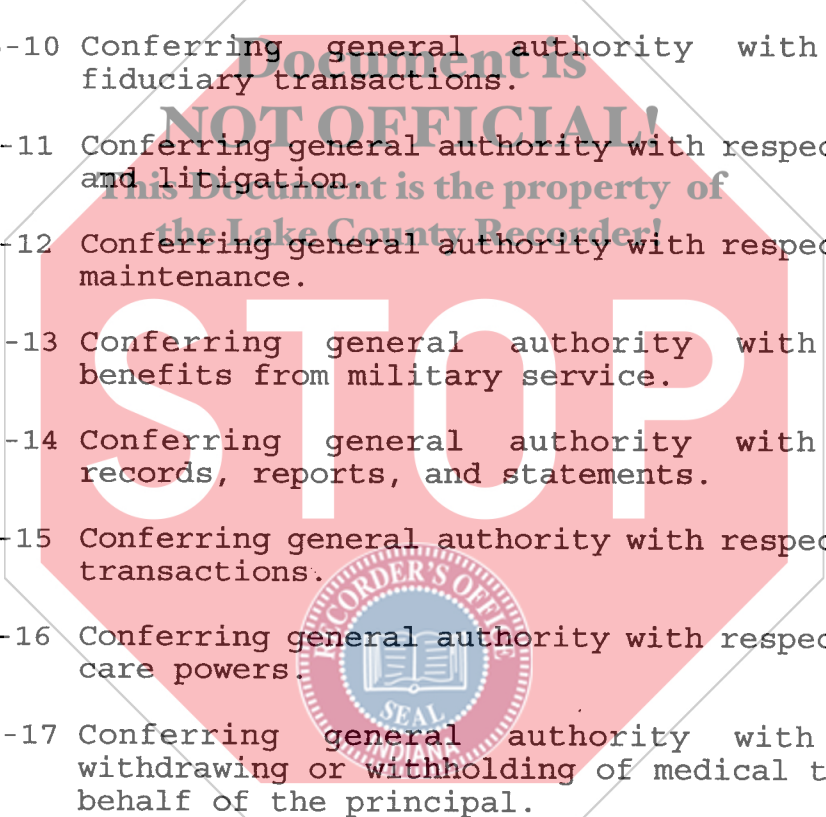 -10 Conferring general authority with
fiduciary transactions.
-11 Conferring general authority with respec
and litigation.
-12 Conferring general authority with respec
maintenance.
-13 Conferring general authority with
benefits from military service.
-14 Conferring general authority with
records, reports, and statements.
-15 Conferring general authority with respec
transactions.
-16 Conferring general authority with respec
care powers.
-17 Conferring general authority with
withdrawing or withholding of medical t
behalf of the principal.
Document is
NOT OFFICIAL!
This Document is the property of
the Lake County Recorder!
STOP
RECORDER'S OFFICE
SEAL
INDIANA